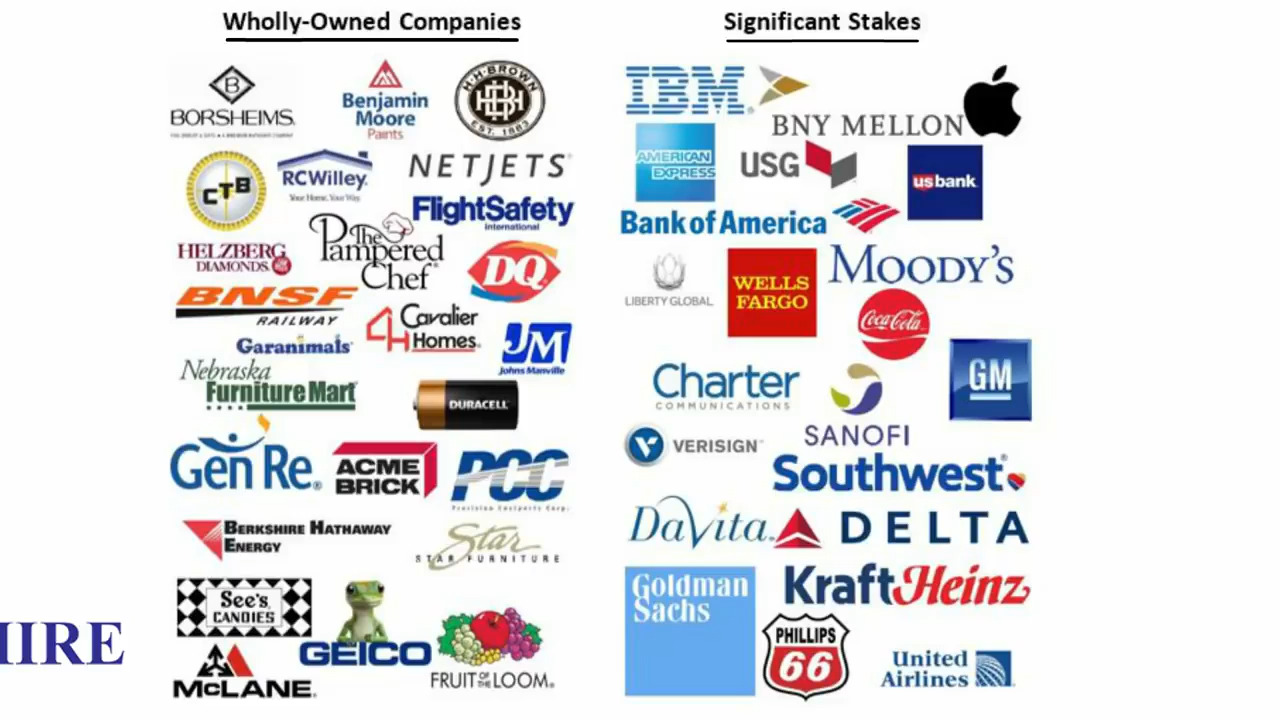 Wholly-Owned Companies
Significant Stakes
B
BORSHEIMS.
Benjamin
Moore
Paints
H·H·BROWN
HBH
EST. 1883
CTB
RCWilley
Your Home. Your Way.
NETJETS
FlightSafety
international
HELZBERG
DIAMONDS
The
Pampered
Chef
DQ
BNSF
RAILWAY
Cavalier
Homes
Garanimals
JM
Johns Manville
Nebraska
Furniture Mart
DURACELL
Gen Re
ACME
BRICK
PCC
Precision Castparts Corp.
BERKSHIRE HATHAWAY
ENERGY
Star
STAR FURNITURE
See's
CANDIES
GEICO
McLANE
FRUIT OF THE LOOM
HIRE
IBM
BNY MELLON
AMERICAN
EXPRESS
USG
usbank
Bank of America
LIBERTY GLOBAL
WELLS
FARGO
MOODY'S
Coca-Cola
Charter
COMMUNICATIONS
GM
SANOFI
V
VERISIGN
Southwest
DaVita
DELTA
Goldman
Sachs
KraftHeinz
PHILLIPS
66
United
Airlines